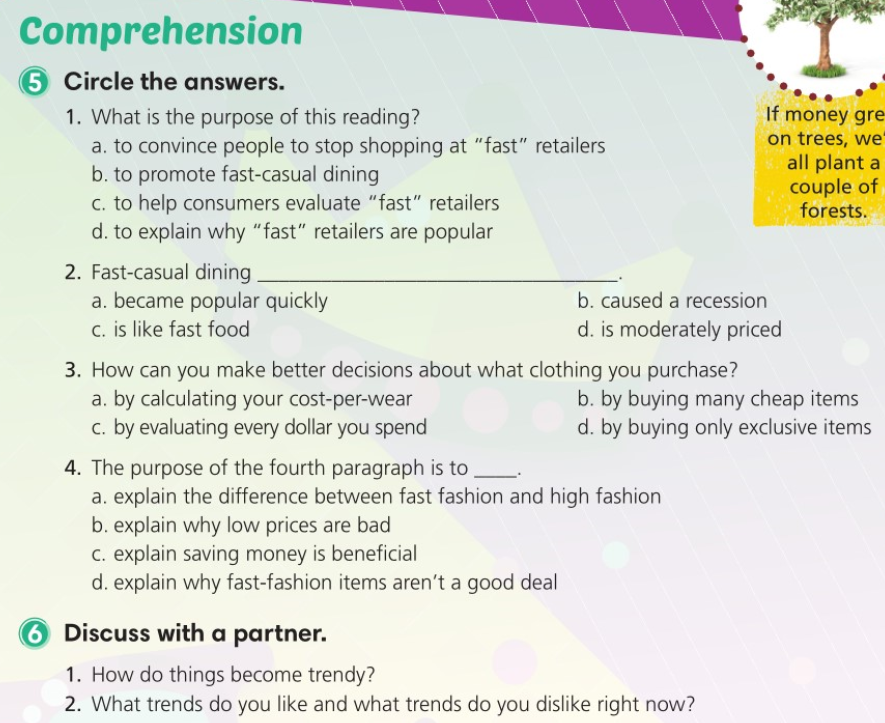 Comprehension
5 Circle the answers.
1. What is the purpose of this reading?
a. to convince people to stop shopping at “fast” retailers
b. to promote fast-casual dining
c. to help consumers evaluate “fast” retailers
d. to explain why “fast” retailers are popular
If money gre
on trees, we’
all plant a
couple of
forests.
2. Fast-casual dining ____________________.
a. became popular quickly b. caused a recession
c. is like fast food d. is moderately priced
3. How can you make better decisions about what clothing you purchase?
a. by calculating your cost-per-wear b. by buying many cheap items
c. by evaluating every dollar you spend d. by buying only exclusive items
4. The purpose of the fourth paragraph is to ____.
a. explain the difference between fast fashion and high fashion
b. explain why low prices are bad
c. explain saving money is beneficial
d. explain why fast-fashion items aren’t a good deal
6 Discuss with a partner.
1. How do things become trendy?
2. What trends do you like and what trends do you dislike right now?